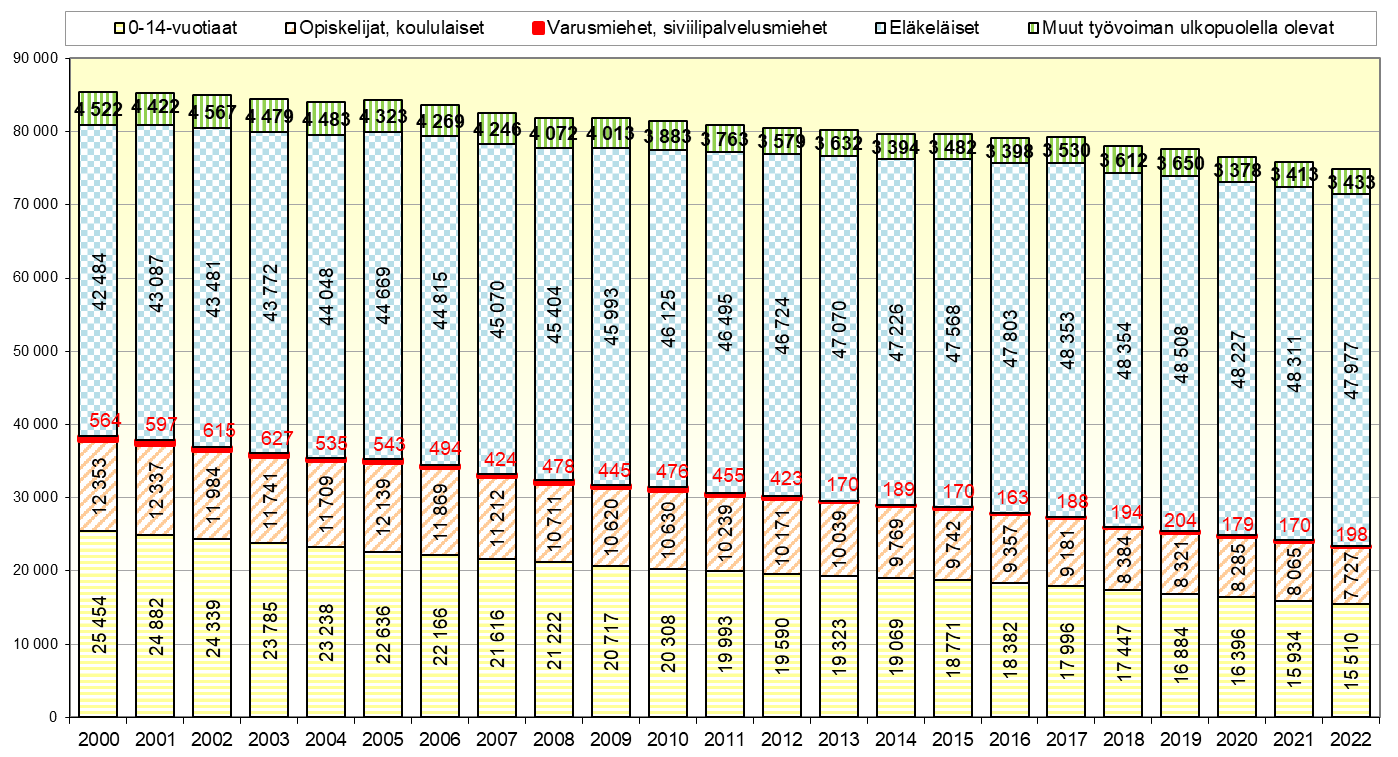 0-14-vuotiaat Opiskelijat, koululaiset Varusmiehet, siviilipalvelusmiehet Eläkeläiset Muut työvoiman ulkopuolella olevat
90 000
80 000
70 000
60 000
50 000
40 000
30 000
20 000
10 000
0
4 522 4 422 4 567 4 479 4 483 4 323 4 269 4 246 4 072 4 013 3 883 3 763 3 579 3 632 3 394 3 482 3 398 3 530 3 612 3 650 3 378 3 413 3 433
42 484 43 087 43 481 43 772 44 048 44 669 44 815 45 070 45 404 45 993 46 125 46 495 46 724 47 070 47 226 47 568 47 803 48 353 48 354 48 508 48 227 48 311 47 977
564 597 615 627 535 543 494 424 478 445 476 455 423 170 189 170 163 188 194 204 179 170 198
12 353 12 337 11 984 11 741 11 709 12 139 11 869 11 212 10 711 10 620 10 630 10 239 10 171 10 039 9 769 9 742 9 357 9 181 8 384 8 321 8 285 8 065 7 727
25 454 24 882 24 339 23 785 23 238 22 636 22 166 21 616 21 222 20 717 20 308 19 993 19 590 19 323 19 069 18 771 18 382 17 996 17 447 16 884 16 396 15 934 15 510
2000 2001 2002 2003 2004 2005 2006 2007 2008 2009 2010 2011 2012 2013 2014 2015 2016 2017 2018 2019 2020 2021 2022